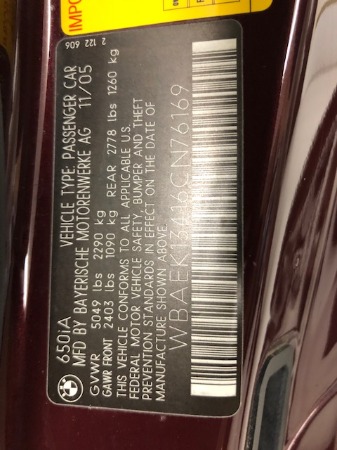 IMPO
2 122 606
650iA
VEHICLE TYPE: PASSENGER CAR
MFD BY BAYERISCHE MOTORENWERKE AG 11/05
GVWR 5049 lbs 2290 kg
GAWR FRONT 2403 lbs 1090 kg REAR 2778 lbs 1260 kg
THIS VEHICLE CONFORMS TO ALL APPLICABLE U.S.
FEDERAL MOTOR VEHICLE SAFETY, BUMPER AND THEFT
PREVENTION STANDARDS IN EFFECT ON THE DATE OF
MANUFACTURE SHOWN ABOVE